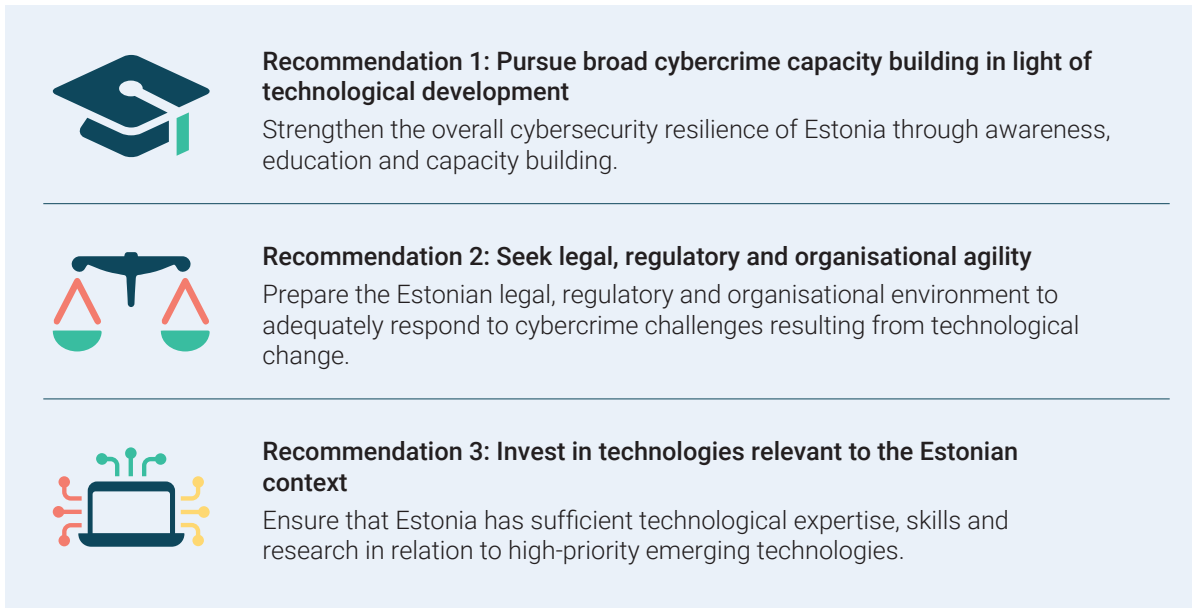 Recommendation 1: Pursue broad cybercrime capacity building in light of
technological development
Strengthen the overall cybersecurity resilience of Estonia through awareness,
education and capacity building.
Recommendation 2: Seek legal, regulatory and organisational agility
Prepare the Estonian legal, regulatory and organisational environment to
adequately respond to cybercrime challenges resulting from technological
change.
Recommendation 3: Invest in technologies relevant to the Estonian
context
Ensure that Estonia has sufficient technological expertise, skills and
research in relation to high-priority emerging technologies.